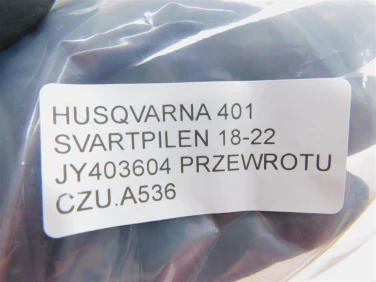 HUSQVARNA 401
SVARTPILEN 18-22
JY403604 PRZEWROTU
CZU.A536